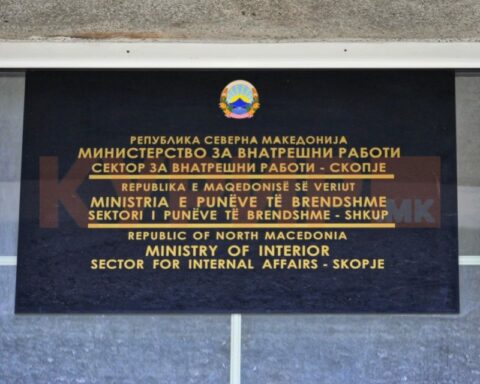 РЕПУБЛИКА СЕВЕРНА МАКЕДОНИЈА
МИНИСТЕРСТВО ЗА ВНАТРЕШНИ РАБОТИ
СЕКТОР ЗА ВНАТРЕШНИ РАБОТИ - СКОПЈЕ
REPUBLIKA E MAQEDONISË SË VERIUT
MINISTRIA E PUNËVE TË BRENDSHME
SEKTORI I PUNËVE TË BRENDSHME - SHKUP
REPUBLIC OF NORTH MACEDONIA
MINISTRY OF INTERIOR
SECTOR FOR INTERNAL AFFAIRS - SKOPJE